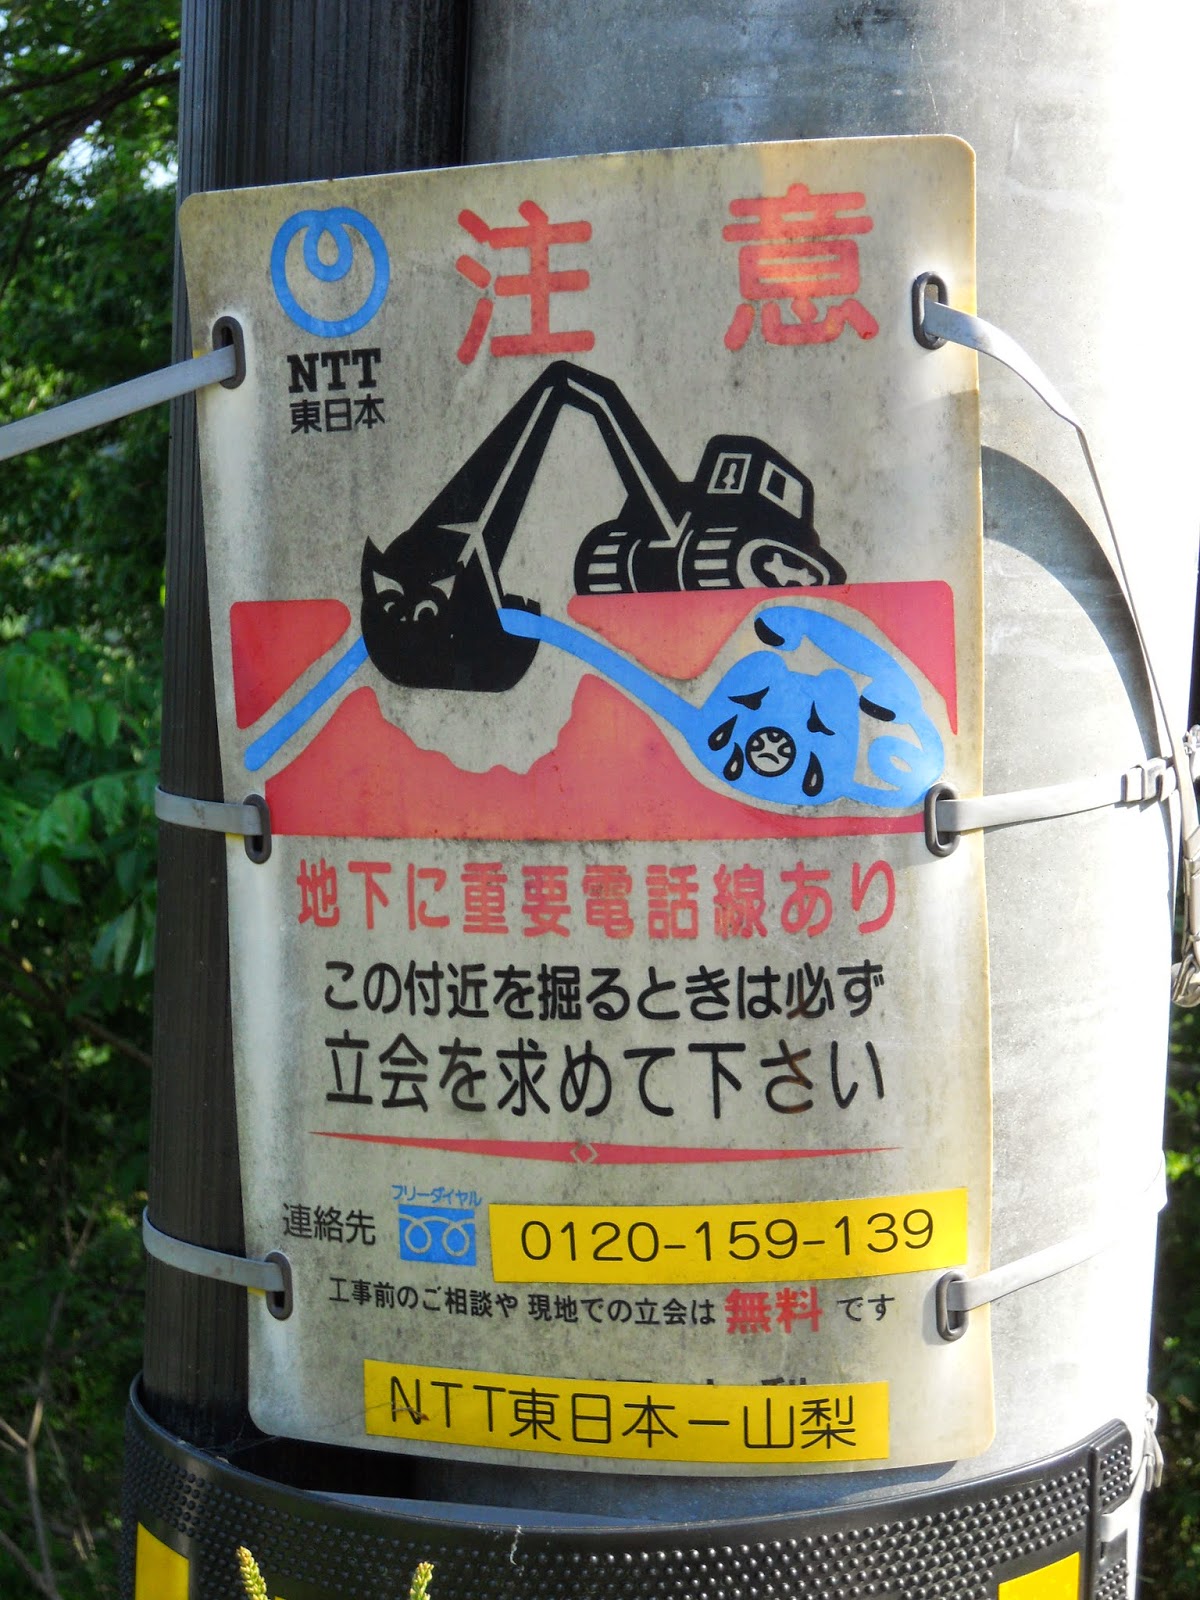 注意
NTT
東日本
地下に重要電話線あり
この付近を掘るときは必ず
立会を求めて下さい
フリーダイヤル
連絡先 0120-159-139
工事前のご相談や 現地での立会は 無料 です
NTT東日本－山梨